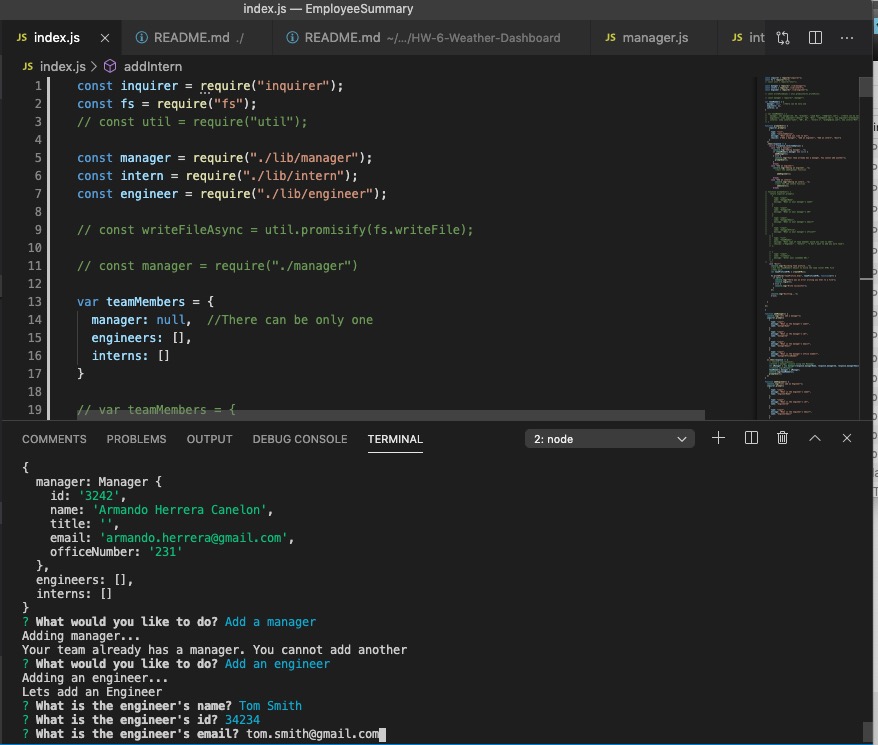 index.js — EmployeeSummary
JS index.js
README.md ./
README.md ~/.../HW-6-Weather-Dashboard
JS manager.js
JS int
JS index.js > addIntern
1 const inquirer = require("inquirer");
2 const fs = require("fs");
3 // const util = require("util");
4
5 const manager = require("./lib/manager");
6 const intern = require("./lib/intern");
7 const engineer = require("./lib/engineer");
8
9 // const writeFileAsync = util.promisify(fs.writeFile);
10
11 // const manager = require("./manager")
12
13 var teamMembers = {
14 manager: null, //There can be only one
15 engineers: [],
16 interns: []
17 }
18
19 // var teamMembers = {
COMMENTS PROBLEMS OUTPUT DEBUG CONSOLE TERMINAL 2: node
{
manager: Manager {
id: '3242',
name: 'Armando Herrera Canelon',
title: '',
email: 'armando.herrera@gmail.com',
officeNumber: '231'
},
engineers: [],
interns: []
}
? What would you like to do? Add a manager
Adding manager...
Your team already has a manager. You cannot add another
? What would you like to do? Add an engineer
Adding an engineer...
Lets add an Engineer
? What is the engineer's name? Tom Smith
? What is the engineer's id? 34234
? What is the engineer's email? tom.smith@gmail.com